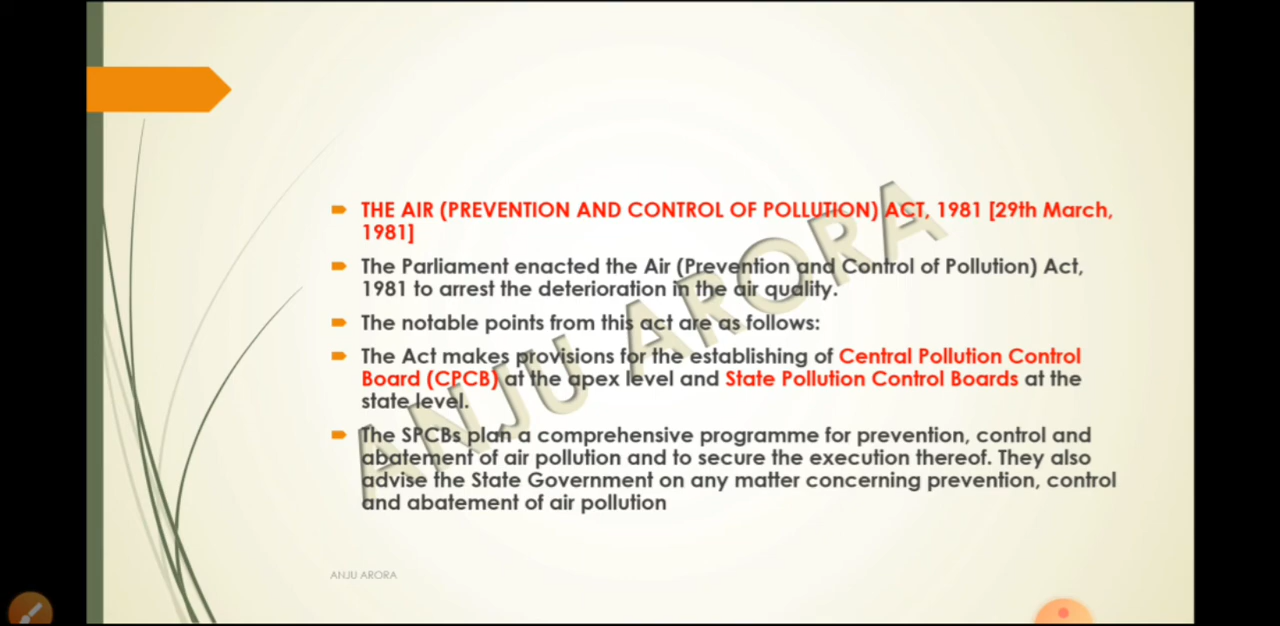 THE AIR (PREVENTION AND CONTROL OF POLLUTION) ACT, 1981 [29th March,
1981]
The Parliament enacted the Air (Prevention and Control of Pollution) Act,
1981 to arrest the deterioration in the air quality.
The notable points from this act are as follows:
The Act makes provisions for the establishing of Central Pollution Control
Board (CPCB) at the apex level and State Pollution Control Boards at the
state level.
The SPCBs plan a comprehensive programme for prevention, control and
abatement of air pollution and to secure the execution thereof. They also
advise the State Government on any matter concerning prevention, control
and abatement of air pollution
ANJU ARORA
ANJU ARORA